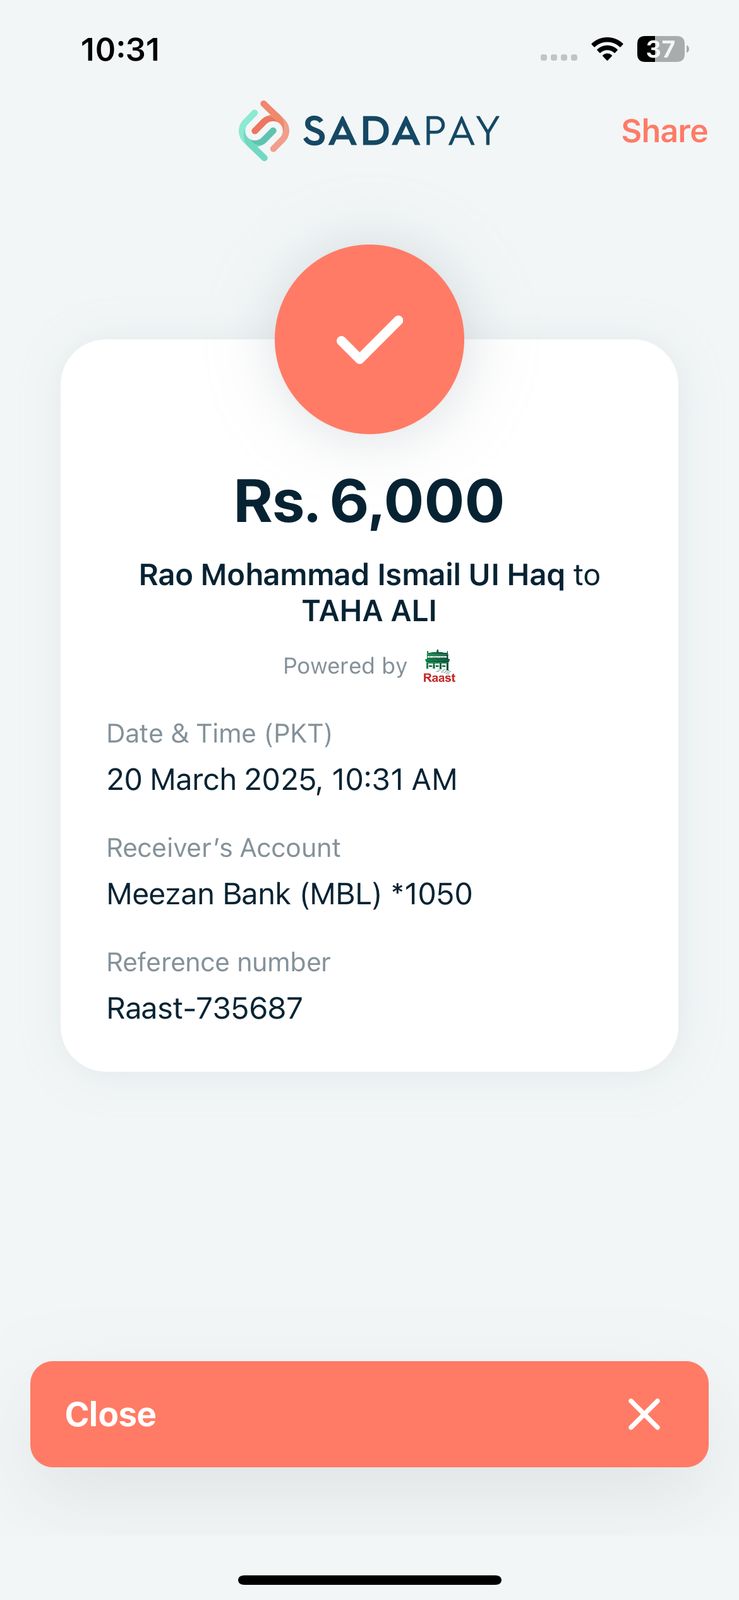 10:31
37
SADAPAY
Share
Rs. 6,000
Rao Mohammad Ismail Ul Haq to
TAHA ALI
Powered by Raast
Date & Time (PKT)
20 March 2025, 10:31 AM
Receiver’s Account
Meezan Bank (MBL) *1050
Reference number
Raast-735687
Close